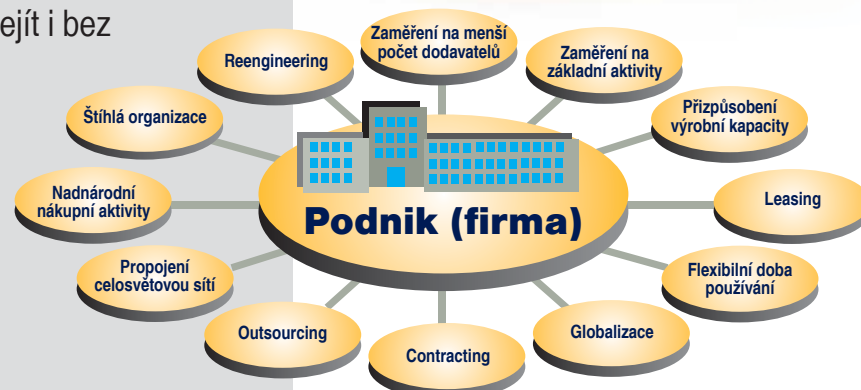 ejít i bez
Zaměření na menší
počet dodavatelů
Reengineering
Zaměření na
základní aktivity
Štíhlá organizace
Přizpůsobení
výrobní kapacity
Nadnárodní
nákupní aktivity
Podnik (firma)
Leasing
Propojení
celosvětovou sítí
Flexibilní doba
používání
Outsourcing
Contracting
Globalizace